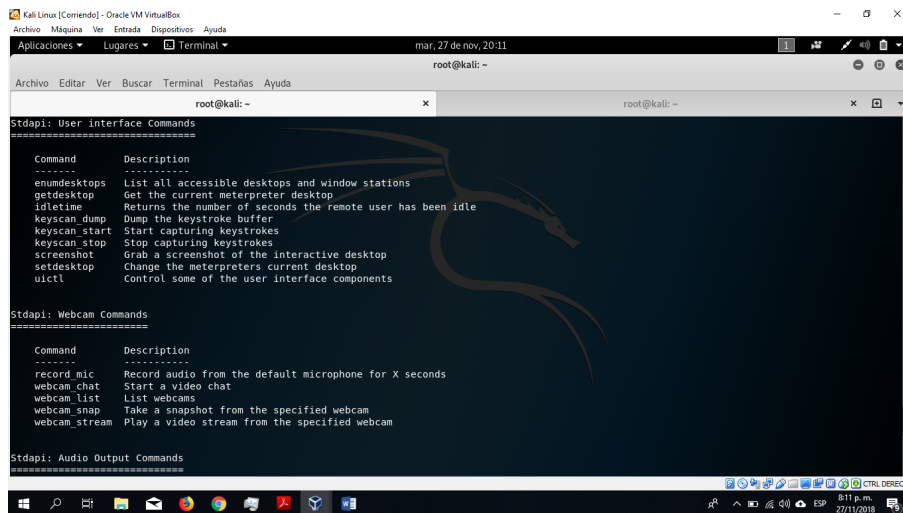 Kali Linux [Corriendo] - Oracle VM VirtualBox
Archivo Máquina Ver Entrada Dispositivos Ayuda
Aplicaciones Lugares Terminal mar, 27 de nov, 20:11 1
root@kali: ~
Archivo Editar Ver Buscar Terminal Pestañas Ayuda
root@kali: ~ × root@kali: ~ ×
Stdapi: User interface Commands
===============================
Command Description
------- -----------
enumdesktops List all accessible desktops and window stations
getdesktop Get the current meterpreter desktop
idletime Returns the number of seconds the remote user has been idle
keyscan_dump Dump the keystroke buffer
keyscan_start Start capturing keystrokes
keyscan_stop Stop capturing keystrokes
screenshot Grab a screenshot of the interactive desktop
setdesktop Change the meterpreters current desktop
uictl Control some of the user interface components
Stdapi: Webcam Commands
=======================
Command Description
------- -----------
record_mic Record audio from the default microphone for X seconds
webcam_chat Start a video chat
webcam_list List webcams
webcam_snap Take a snapshot from the specified webcam
webcam_stream Play a video stream from the specified webcam
Stdapi: Audio Output Commands
=============================
CTRL DEREC
ESP 8:11 p. m.
27/11/2018